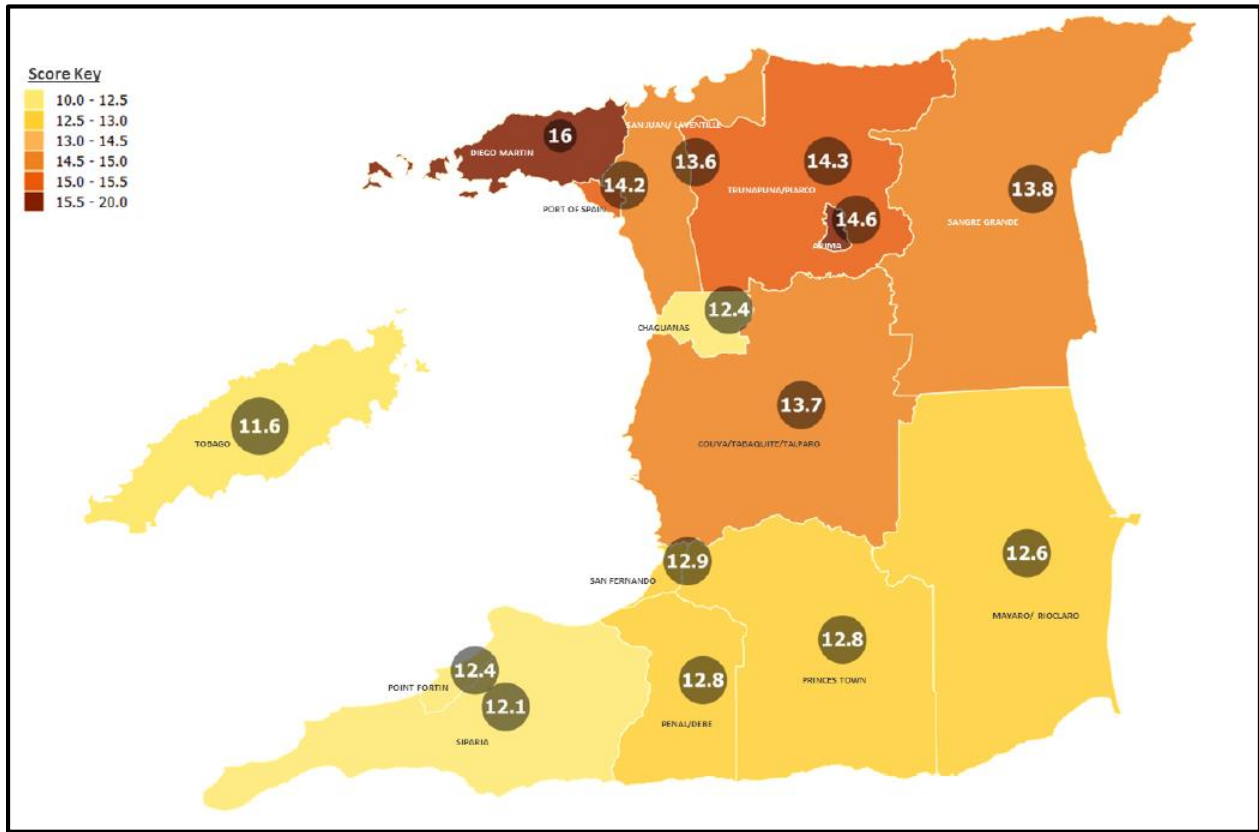 Score Key
10.0 - 12.5
12.5 - 13.0
13.0 - 14.5
14.5 - 15.0
15.0 - 15.5
15.5 - 20.0
SAN JUAN/ LAVENTILLE
16
DIEGO MARTIN
13.6
14.3
14.2
TRUNAPUNA/PIARCO
13.8
PORT OF SPAIN
14.6
SANGRE GRANDE
ARIMA
12.4
CHAGUANAS
13.7
11.6
TOBAGO
COUVA/TABAQUITE/TALPARO
12.9
SAN FERNANDO
12.6
MAYARO/ RIOCLARO
12.8
12.4
12.8
PRINCES TOWN
POINT FORTIN
12.1
PENAL/DEBE
SIPARIA